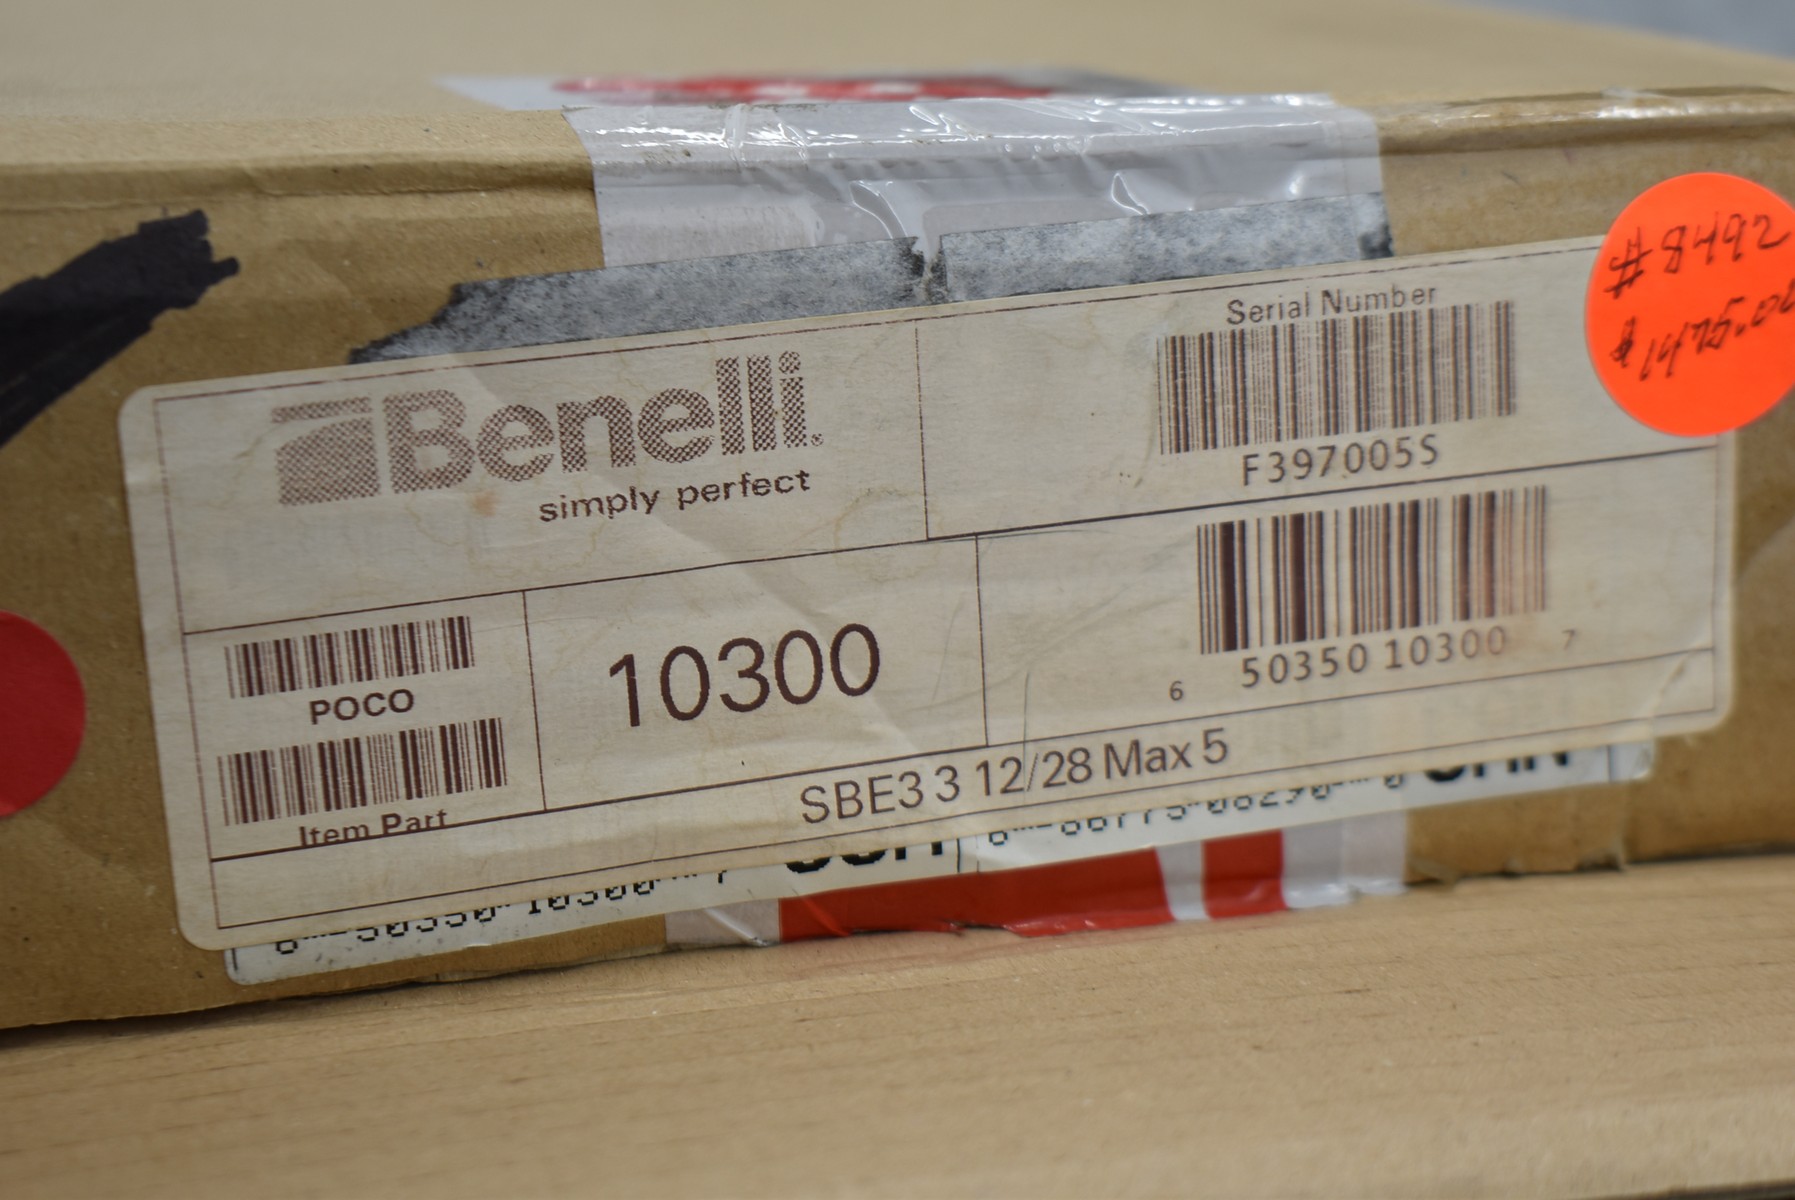 Benelli®
simply perfect
Serial Number
F397005S
#8492
$1475.00
POCO
Item Part
10300
6 50350 10300 7
SBE3 3 12/28 Max 5